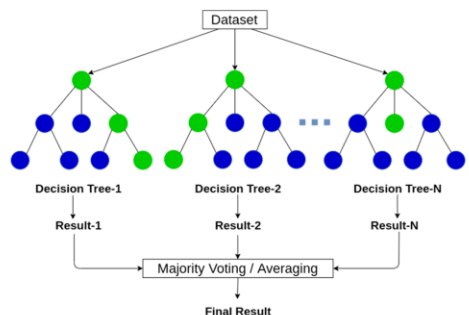 Dataset
Decision Tree-1
Decision Tree-2
Decision Tree-N
Result-1
Result-2
Result-N
Majority Voting / Averaging
Final Result